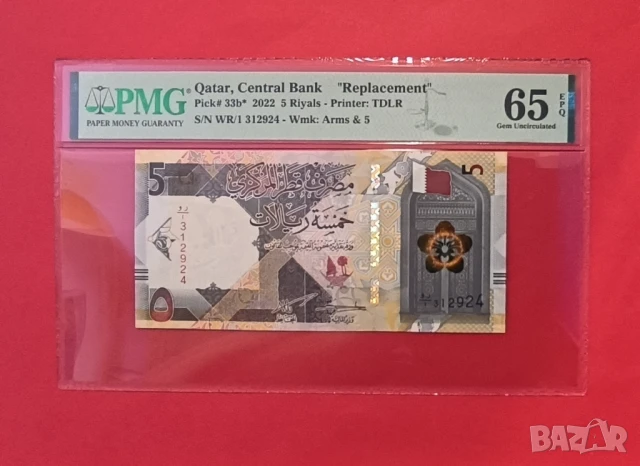 PMG
PAPER MONEY GUARANTY
Qatar, Central Bank "Replacement"
Pick# 33b* 2022 5 Riyals - Printer: TDLR
S/N WR/1 312924 - Wmk: Arms & 5
65 EPQ
Gem Uncirculated
5
مصرف قطر المركزي
خمسة ريالات
312924
5
٥
312924
BAZAR